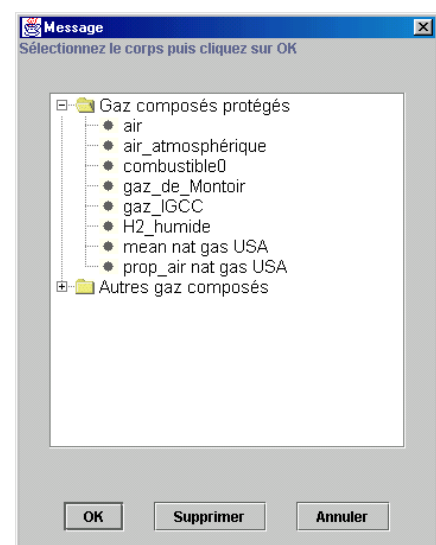 Message
Sélectionnez le corps puis cliquez sur OK
Gaz composés protégés
air
air_atmosphérique
combustible0
gaz_de_Montoir
gaz_IGCC
H2_humide
mean nat gas USA
prop_air nat gas USA
Autres gaz composés
OK Supprimer Annuler